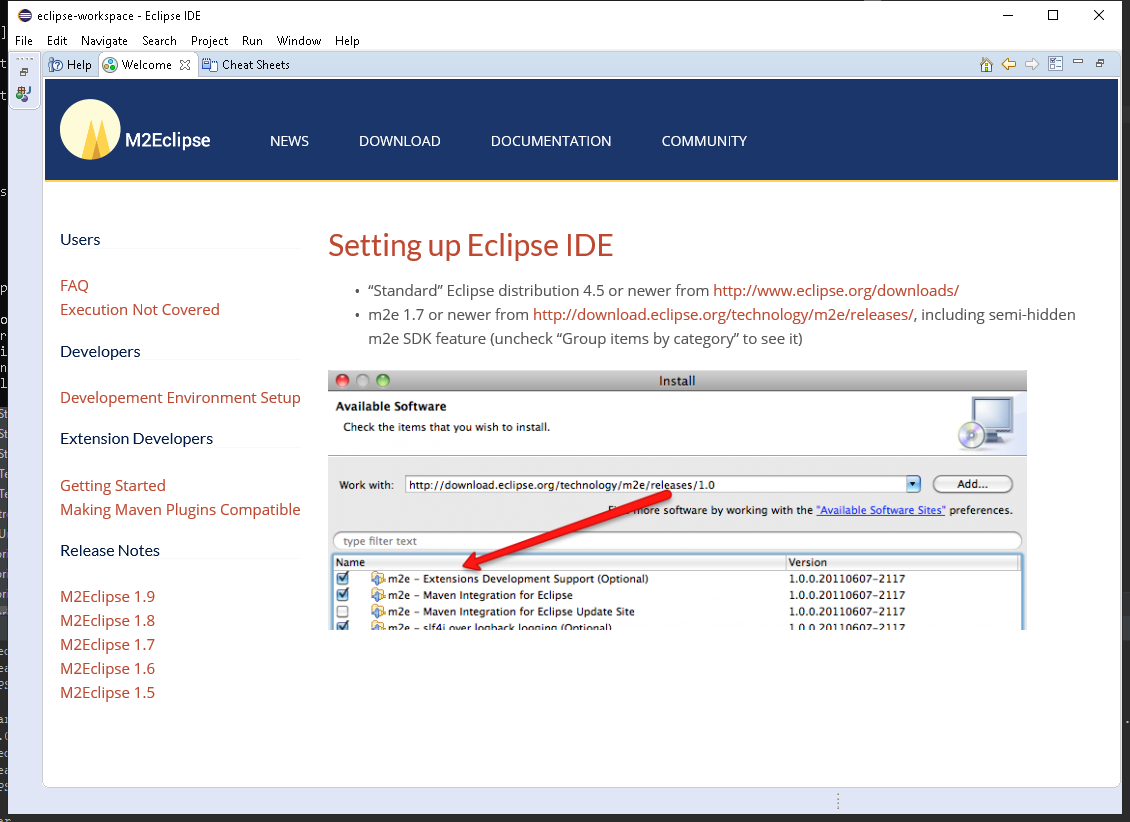 eclipse-workspace - Eclipse IDE
File Edit Navigate Search Project Run Window Help
Help Welcome Cheat Sheets
M2Eclipse NEWS DOWNLOAD DOCUMENTATION COMMUNITY
Users
FAQ
Execution Not Covered
Developers
Developement Environment Setup
Extension Developers
Getting Started
Making Maven Plugins Compatible
Release Notes
M2Eclipse 1.9
M2Eclipse 1.8
M2Eclipse 1.7
M2Eclipse 1.6
M2Eclipse 1.5
Setting up Eclipse IDE
• “Standard” Eclipse distribution 4.5 or newer from http://www.eclipse.org/downloads/
• m2e 1.7 or newer from http://download.eclipse.org/technology/m2e/releases/, including semi-hidden
m2e SDK feature (uncheck “Group items by category” to see it)
Install
Available Software
Check the items that you wish to install.
Work with: http://download.eclipse.org/technology/m2e/releases/1.0 Add...
more software by working with the "Available Software Sites" preferences.
type filter text
Name Version
m2e - Extensions Development Support (Optional) 1.0.0.20110607-2117
m2e - Maven Integration for Eclipse 1.0.0.20110607-2117
m2e - Maven Integration for Eclipse Update Site 1.0.0.20110607-2117
m2e - slf4j over logback logging (Optional) 1.0.0.20110607-2117